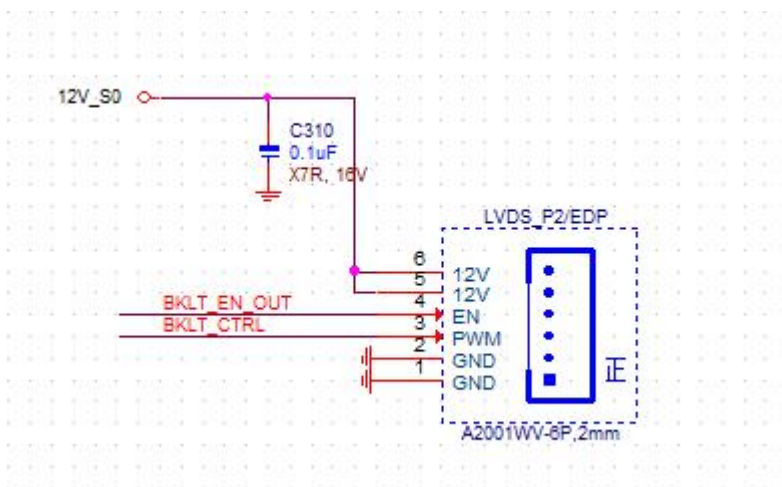 12V_S0
C310
0.1uF
X7R, 16V
LVDS_P2/EDP
6
12V
5
12V
BKLT_EN_OUT
4
EN
BKLT_CTRL
3
PWM
2
GND
1
GND
正
A2001WV-6P,2mm